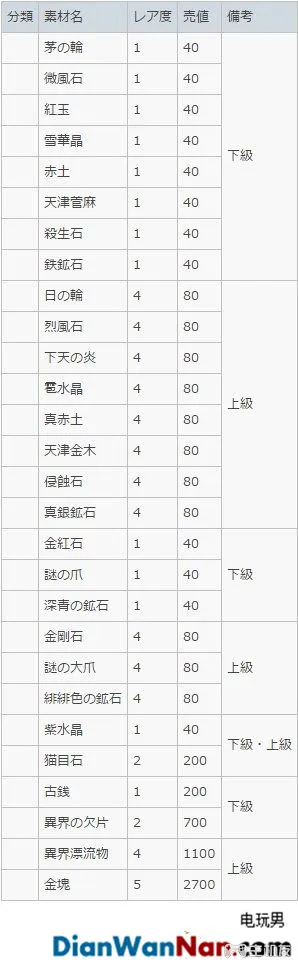 分類 素材名 レア度 売値 備考
茅の輪 1 40
微風石 1 40
紅玉 1 40
雪華晶 1 40
赤土 1 40
天津菅麻 1 40
殺生石 1 40
鉄鉱石 1 40
下級
日の輪 4 80
烈風石 4 80
下天の炎 4 80
雹水晶 4 80
真赤土 4 80
天津金木 4 80
侵蝕石 4 80
真銀鉱石 4 80
上級
金紅石 1 40
謎の爪 1 40
深青の鉱石 1 40
下級
金剛石 4 80
謎の大爪 4 80
緋緋色の鉱石 4 80
上級
紫水晶 1 40
猫目石 2 200
下級・上級
古銭 1 200
異界の欠片 2 700
下級
異界漂流物 4 1100
金塊 5 2700
上級
电玩男
DianWanNan.com